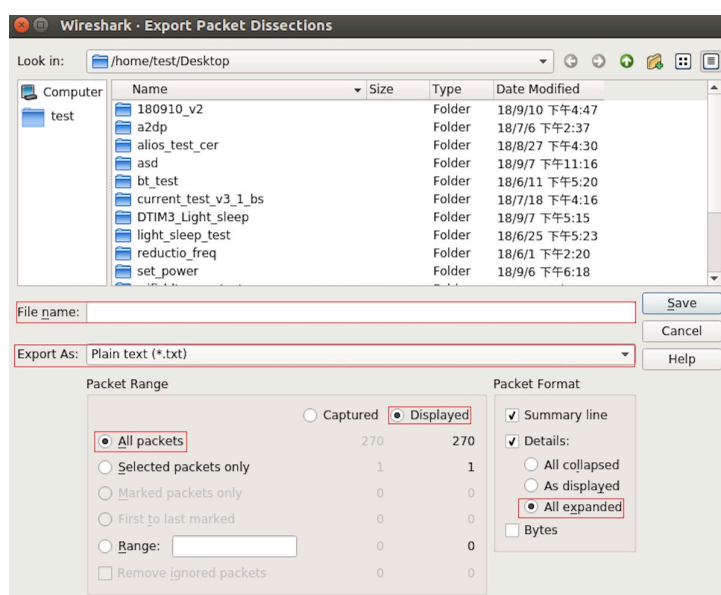 Wireshark · Export Packet Dissections
Look in: /home/test/Desktop
Computer
test
Name Size Type Date Modified
180910_v2 Folder 18/9/10 下午4:47
a2dp Folder 18/7/6 下午2:37
alios_test_cer Folder 18/8/27 下午4:30
asd Folder 18/9/7 下午11:16
bt_test Folder 18/6/11 下午5:20
current_test_v3_1_bs Folder 18/7/18 下午4:16
DTIM3_Light_sleep Folder 18/9/7 下午5:15
light_sleep_test Folder 18/6/25 下午5:23
reductio_freq Folder 18/6/1 下午2:20
set_power Folder 18/9/6 下午6:18
File name:
Save
Cancel
Export As: Plain text (*.txt)
Help
Packet Range
Captured Displayed
All packets 270 270
Selected packets only 1 1
Marked packets only 0 0
First to last marked 0 0
Range: 0 0
Remove ignored packets 0 0
Packet Format
Summary line
Details:
All collapsed
As displayed
All expanded
Bytes